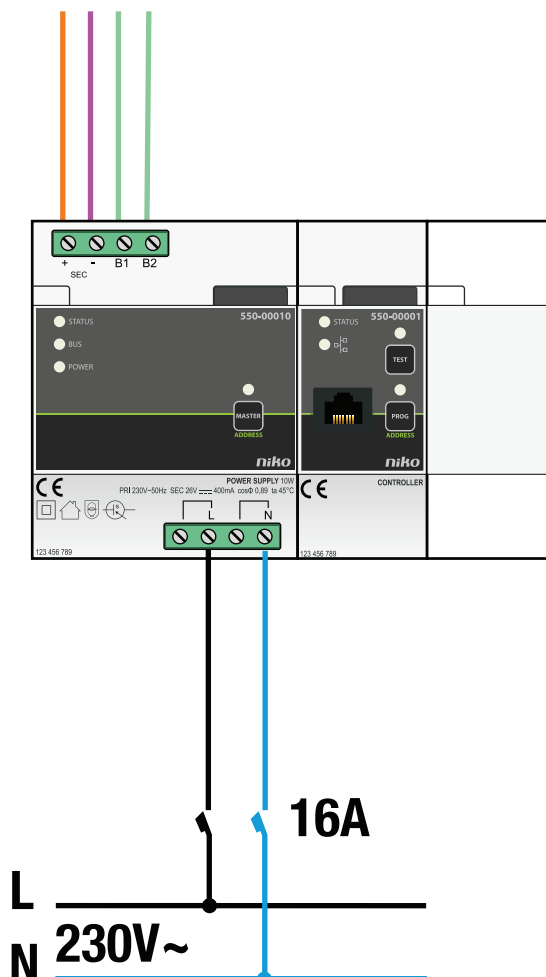 + - B1 B2
SEC
STATUS
BUS
POWER
550-00010
MASTER
ADDRESS
niko
STATUS
550-00001
TEST
PROG
ADDRESS
niko
CE
POWER SUPPLY 10W
PRI 230V~50Hz SEC 26V 400mA cosΦ 0,89 ta 45°C
L N
123 456 789
CE
CONTROLLER
123 456 789
16A
L
230V~
N